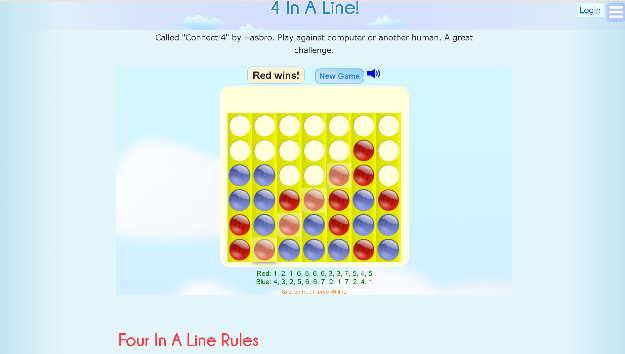 4 In A Line!
Login
Called "Connect 4" by Hasbro. Play against computer or another human. A great
challenge.
Red wins!
New Game
Red: 1, 2, 1, 6, 5, 6, 6, 3, 3, 7, 5, 4, 5
Blue: 4, 3, 2, 5, 6, 6, 7, 2, 1, 7, 2, 4, 1
Four In A Line Rules